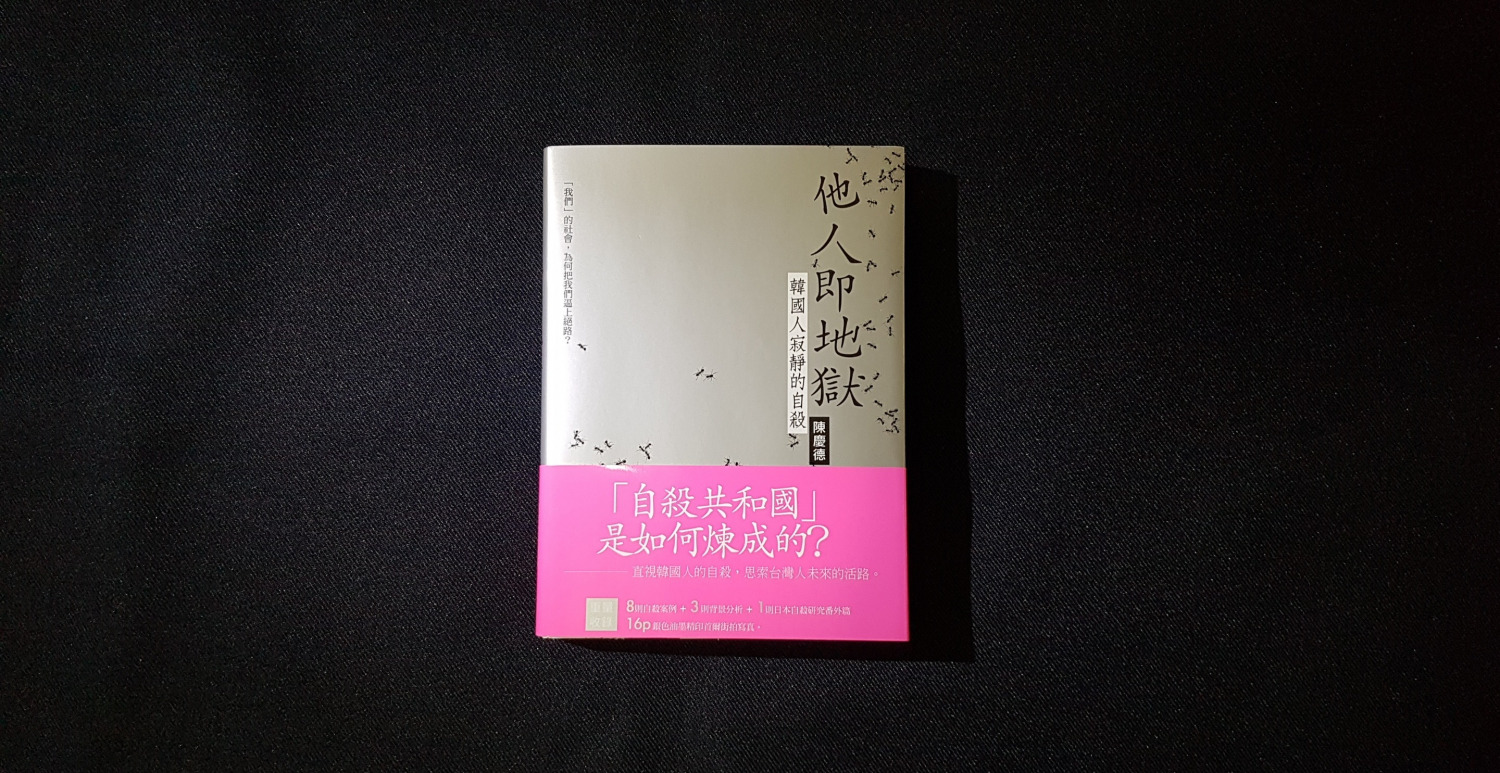 他人即地獄
韓國人寂靜的自殺
陳慶德
「我們」的社會，為何把我們逼上絕路？
「自殺共和國」
是如何煉成的？
直視韓國人的自殺，思索台灣人未來的活路。
重量
收錄
8則自殺案例 + 3則背景分析 + 1則日本自殺研究番外篇
16p 銀色油墨精印首爾街拍寫真。